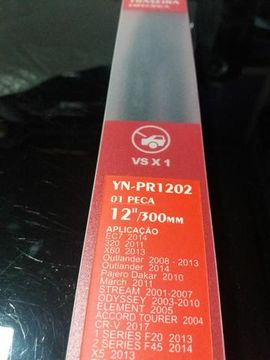 TRASEIRA
VS X 1
YN-PR1202
01 PECA
12"/300MM
APLICAÇÃO
EC7 2014
320 2011
X60 2013
Outlander 2008 - 2013
Outlander 2014
Pajero Dakar 2010
March 2011
STREAM 2001-2007
ODYSSEY 2003-2010
ELEMENT 2005
ACCORD TOURER 2004
CR-V 2017
1 SERIES F20 2013
2 SERIES F45 2014
X5 2013